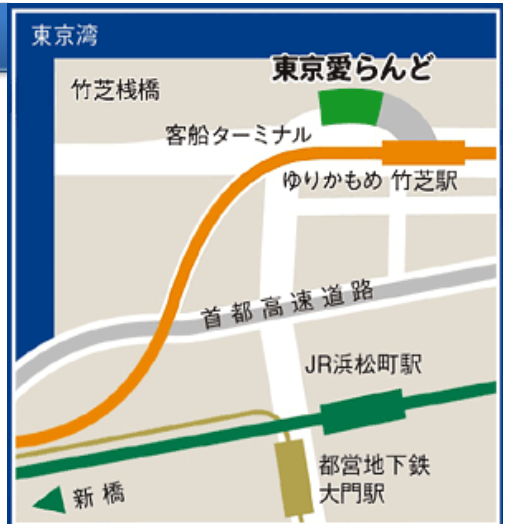 東京湾
東京愛らんど
竹芝桟橋
客船ターミナル
ゆりかもめ 竹芝駅
首都高速道路
JR浜松町駅
都営地下鉄
大門駅
新橋